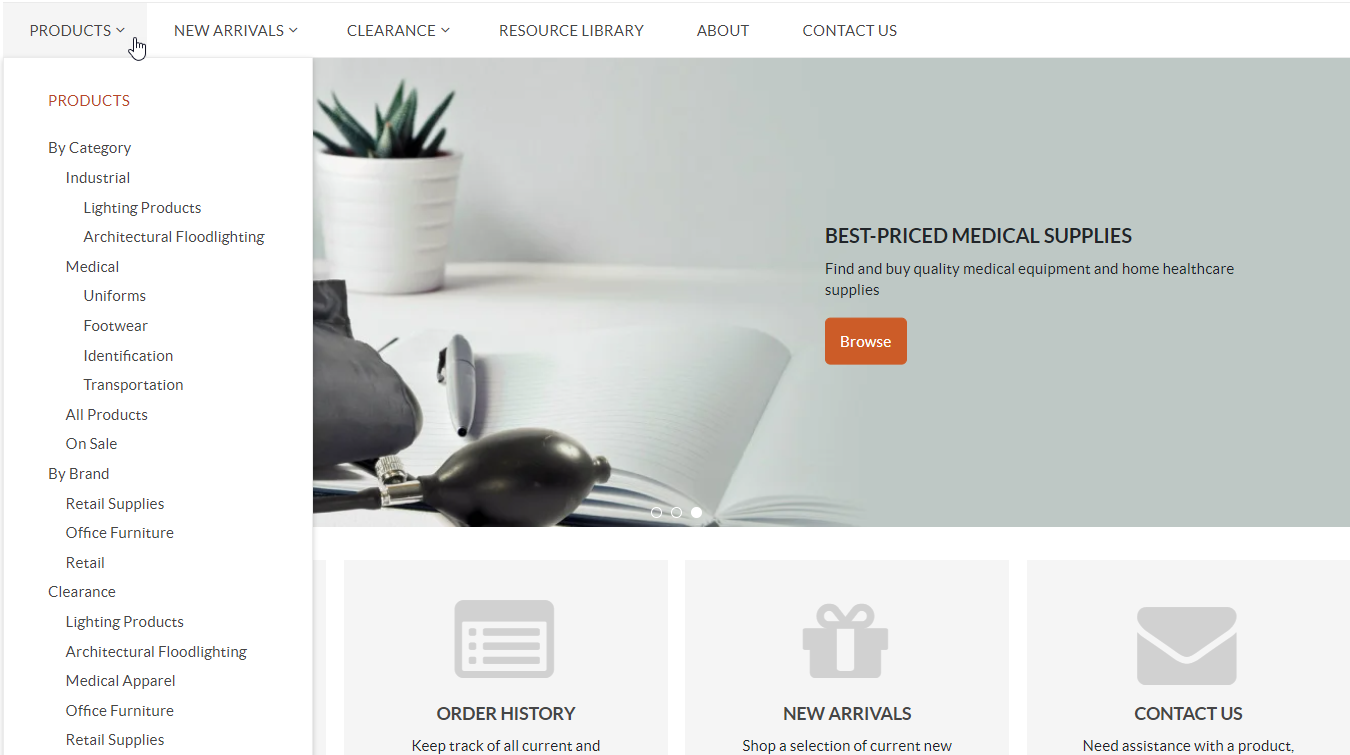 PRODUCTS
NEW ARRIVALS
CLEARANCE
RESOURCE LIBRARY
ABOUT
CONTACT US
PRODUCTS
By Category
Industrial
Lighting Products
Architectural Floodlighting
Medical
Uniforms
Footwear
Identification
Transportation
All Products
On Sale
By Brand
Retail Supplies
Office Furniture
Retail
Clearance
Lighting Products
Architectural Floodlighting
Medical Apparel
Office Furniture
Retail Supplies
BEST-PRICED MEDICAL SUPPLIES
Find and buy quality medical equipment and home healthcare
supplies
Browse
ORDER HISTORY
Keep track of all current and
NEW ARRIVALS
Shop a selection of current new
CONTACT US
Need assistance with a product,